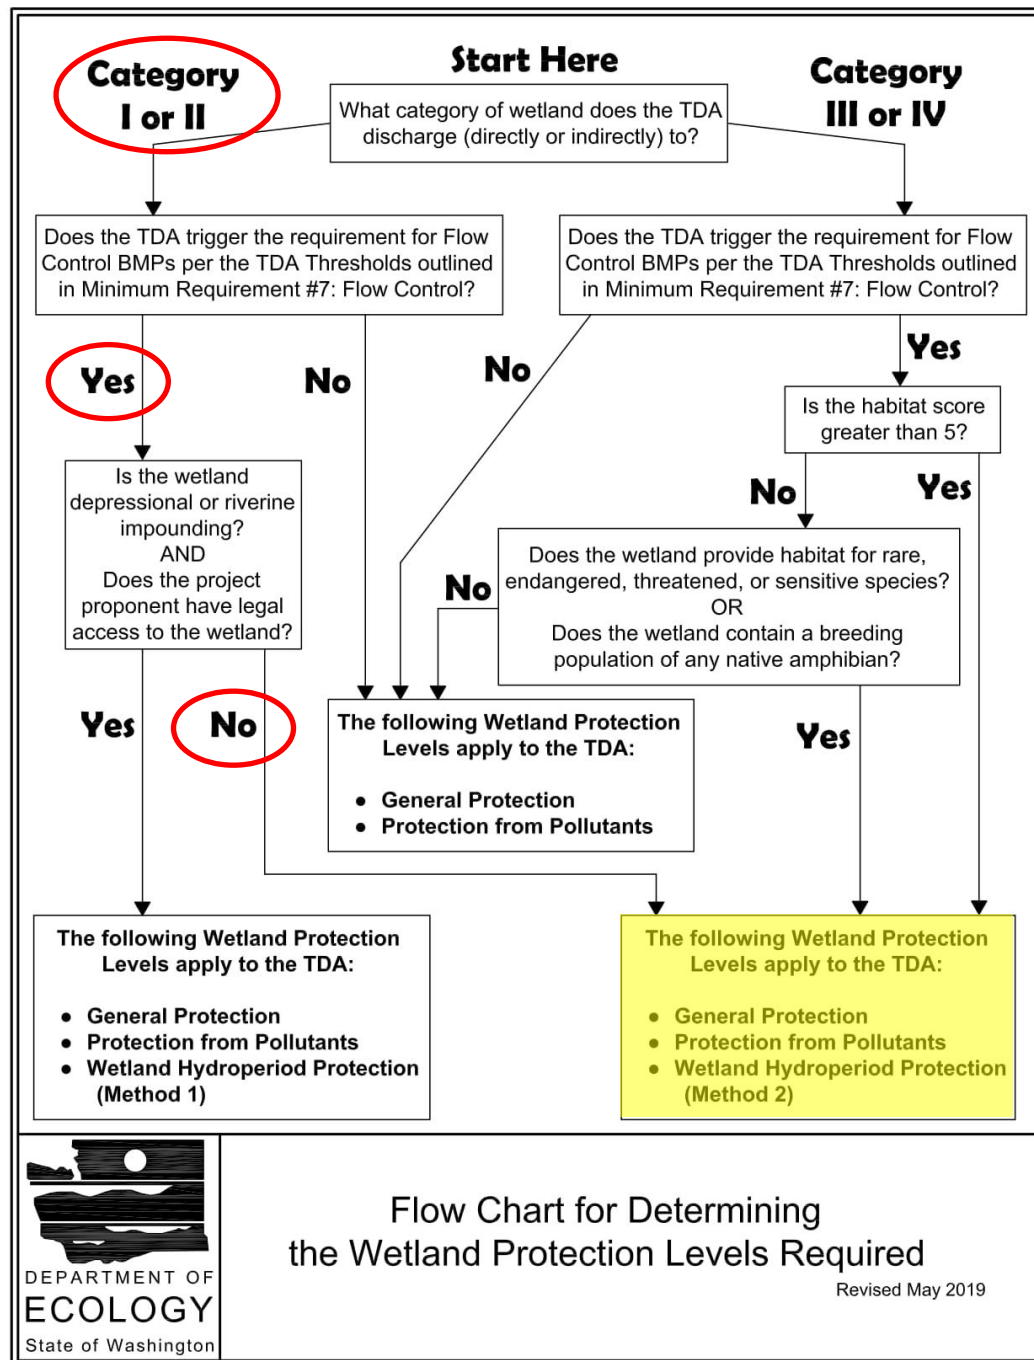 Start Here
Category
I or II
Category
III or IV
What category of wetland does the TDA
discharge (directly or indirectly) to?
Does the TDA trigger the requirement for Flow
Control BMPs per the TDA Thresholds outlined
in Minimum Requirement #7: Flow Control?
Does the TDA trigger the requirement for Flow
Control BMPs per the TDA Thresholds outlined
in Minimum Requirement #7: Flow Control?
Yes
No
No
Yes
Is the habitat score
greater than 5?
Is the wetland
depressional or riverine
impounding?
AND
Does the project
proponent have legal
access to the wetland?
No
Yes
Does the wetland provide habitat for rare,
endangered, threatened, or sensitive species?
OR
Does the wetland contain a breeding
population of any native amphibian?
No
Yes
No
Yes
The following Wetland Protection
Levels apply to the TDA:
● General Protection
● Protection from Pollutants
The following Wetland Protection
Levels apply to the TDA:
● General Protection
● Protection from Pollutants
● Wetland Hydroperiod Protection
(Method 1)
The following Wetland Protection
Levels apply to the TDA:
● General Protection
● Protection from Pollutants
● Wetland Hydroperiod Protection
(Method 2)
DEPARTMENT OF
ECOLOGY
State of Washington
Flow Chart for Determining
the Wetland Protection Levels Required
Revised May 2019